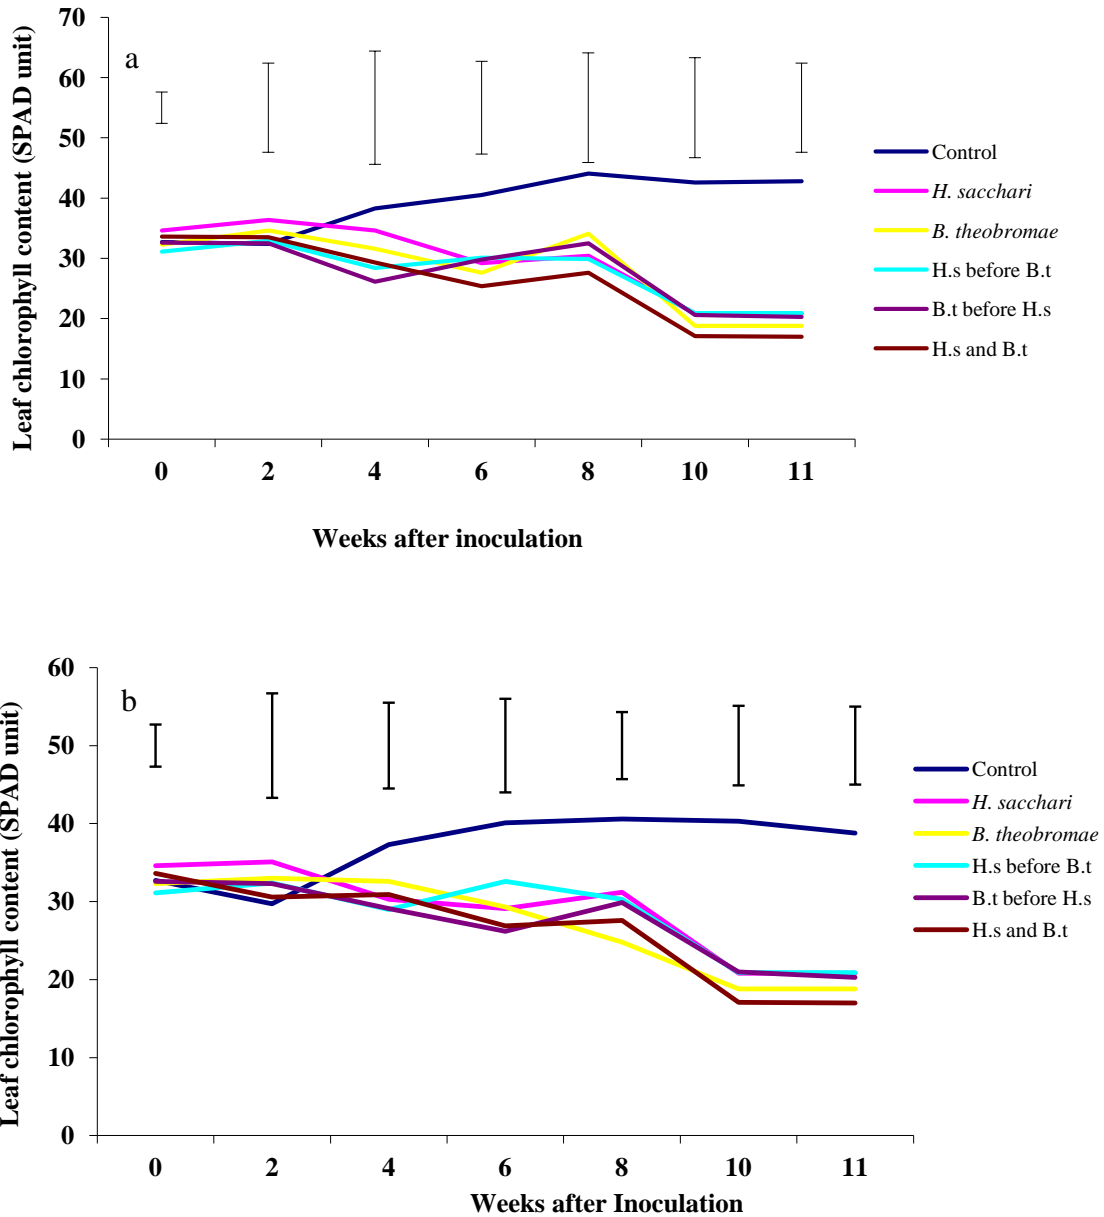 70
a
60
50
40
30
20
10
0
Leaf chlorophyll content (SPAD unit)
0 2 4 6 8 10 11
Weeks after inoculation
Control
H. sacchari
B. theobromae
H.s before B.t
B.t before H.s
H.s and B.t
60
b
50
40
30
20
10
0
Leaf chlorophyll content (SPAD unit)
0 2 4 6 8 10 11
Weeks after Inoculation
Control
H. sacchari
B. theobromae
H.s before B.t
B.t before H.s
H.s and B.t